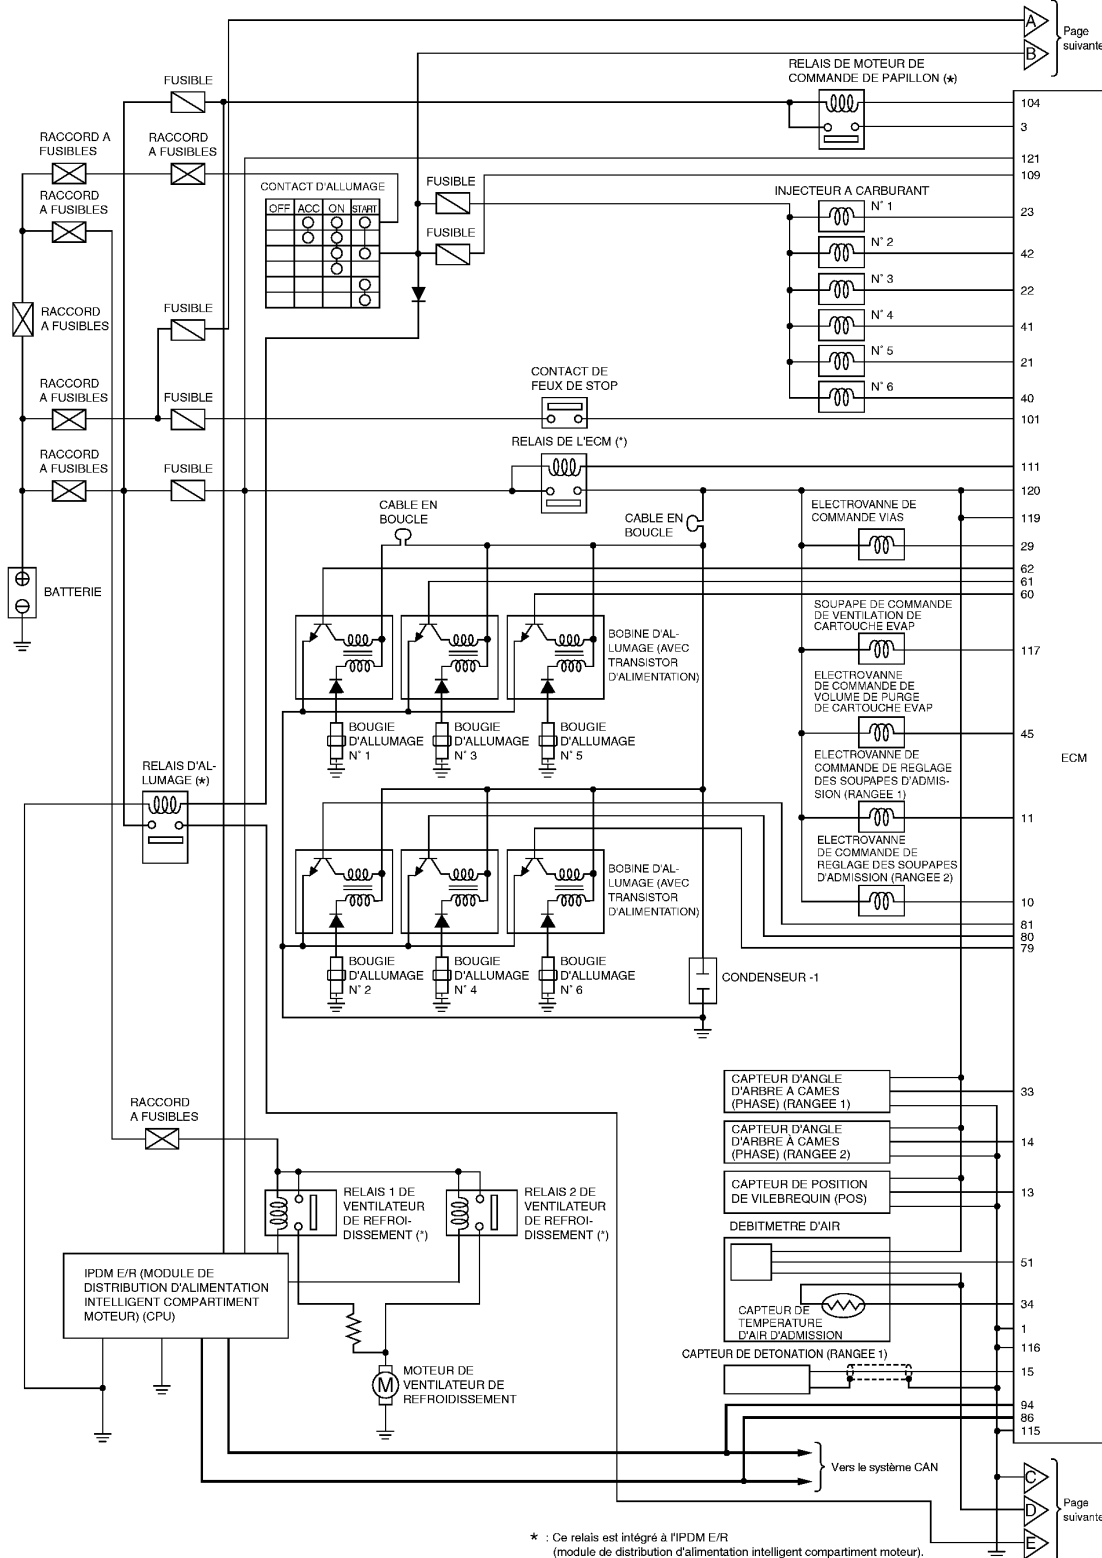 A
B
Page
suivante
RELAIS DE MOTEUR DE
COMMANDE DE PAPILLON (*)
FUSIBLE
104
3
RACCORD A
FUSIBLES
RACCORD
A FUSIBLES
121
109
CONTACT D'ALLUMAGE
OFF ACC ON START
FUSIBLE
FUSIBLE
INJECTEUR A CARBURANT
N° 1
23
RACCORD
A FUSIBLES
N° 2
42
N° 3
22
N° 4
41
N° 5
21
N° 6
40
RACCORD
A FUSIBLES
FUSIBLE
CONTACT DE
FEUX DE STOP
101
RACCORD
A FUSIBLES
FUSIBLE
RELAIS DE L'ECM (*)
111
RACCORD
A FUSIBLES
FUSIBLE
120
CABLE EN
BOUCLE
CABLE EN
BOUCLE
ELECTROVANNE DE
COMMANDE VIAS
119
29
62
61
60
BATTERIE
BOBINE D'AL-
LUMAGE (AVEC
TRANSISTOR
D'ALIMENTATION)
SOUPAPE DE COMMANDE
DE VENTILATION DE
CARTOUCHE EVAP
117
ELECTROVANNE
DE COMMANDE DE
VOLUME DE PURGE
DE CARTOUCHE EVAP
45
BOUGIE
D'ALLUMAGE
N° 1
BOUGIE
D'ALLUMAGE
N° 3
BOUGIE
D'ALLUMAGE
N° 5
ECM
RELAIS D'AL-
LUMAGE (*)
ELECTROVANNE DE
COMMANDE DE REGLAGE
DES SOUPAPES D'ADMIS-
SION (RANGEE 1)
11
ELECTROVANNE
DE COMMANDE DE
REGLAGE DES SOUPAPES
D'ADMISSION (RANGEE 2)
10
BOBINE D'AL-
LUMAGE (AVEC
TRANSISTOR
D'ALIMENTATION)
81
80
79
BOUGIE
D'ALLUMAGE
N° 2
BOUGIE
D'ALLUMAGE
N° 4
BOUGIE
D'ALLUMAGE
N° 6
CONDENSEUR -1
CAPTEUR D'ANGLE
D'ARBRE A CAMES
(PHASE) (RANGEE 1)
33
RACCORD
A FUSIBLES
CAPTEUR D'ANGLE
D'ARBRE À CAMES
(PHASE) (RANGEE 2)
14
CAPTEUR DE POSITION
DE VILEBREQUIN (POS)
13
RELAIS 1 DE
VENTILATEUR
DE REFROI-
DISSEMENT (*)
RELAIS 2 DE
VENTILATEUR
DE REFROI-
DISSEMENT (*)
DEBITMETRE D'AIR
51
IPDM E/R (MODULE DE
DISTRIBUTION D'ALIMENTATION
INTELLIGENT COMPARTIMENT
MOTEUR) (CPU)
34
CAPTEUR DE
TEMPERATURE
D'AIR D'ADMISSION
1
116
CAPTEUR DE DETONATION (RANGEE 1)
15
M
MOTEUR DE
VENTILATEUR DE
REFROIDISSEMENT
94
86
115
Vers le système CAN
C
D
E
Page
suivante
* : Ce relais est intégré à l'IPDM E/R
(module de distribution d'alimentation intelligent compartiment moteur).